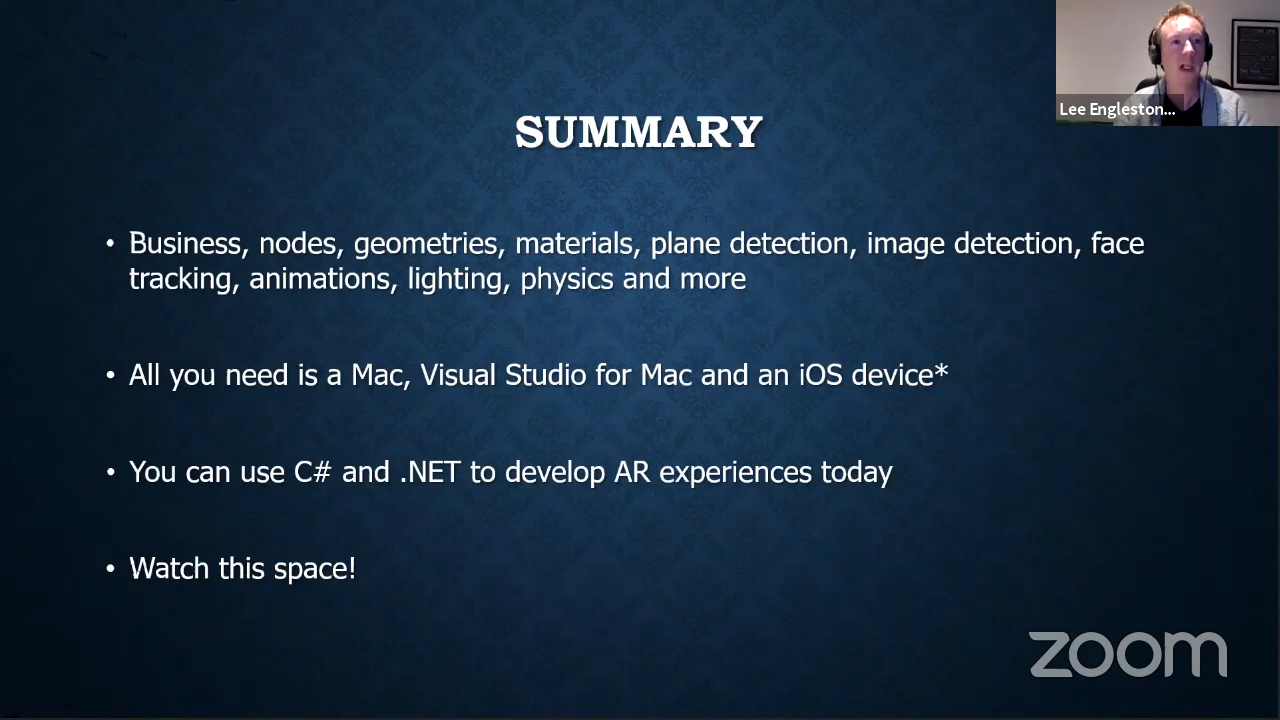 Lee Engleston...
SUMMARY
• Business, nodes, geometries, materials, plane detection, image detection, face
tracking, animations, lighting, physics and more
• All you need is a Mac, Visual Studio for Mac and an iOS device*
• You can use C# and .NET to develop AR experiences today
• Watch this space!
zoom